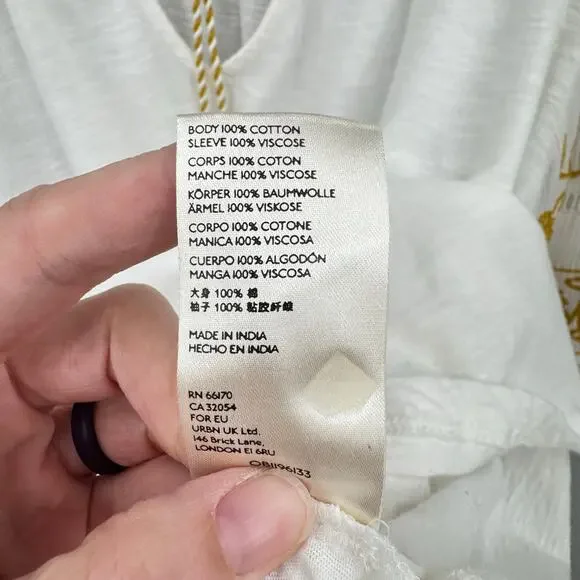 BODY 100% COTTON
SLEEVE 100% VISCOSE
CORPS 100% COTON
MANCHE 100% VISCOSE
KÖRPER 100% BAUMWOLLE
ÄRMEL 100% VISKOSE
CORPO 100% COTONE
MANICA 100% VISCOSA
CUERPO 100% ALGODÓN
MANGA 100% VISCOSA
大身 100% 棉
袖子 100% 粘胶纤维
MADE IN INDIA
HECHO EN INDIA
RN 66170
CA 32054
FOR EU
URBN UK Ltd.
146 Brick Lane,
LONDON E1 6RU
OB1196133